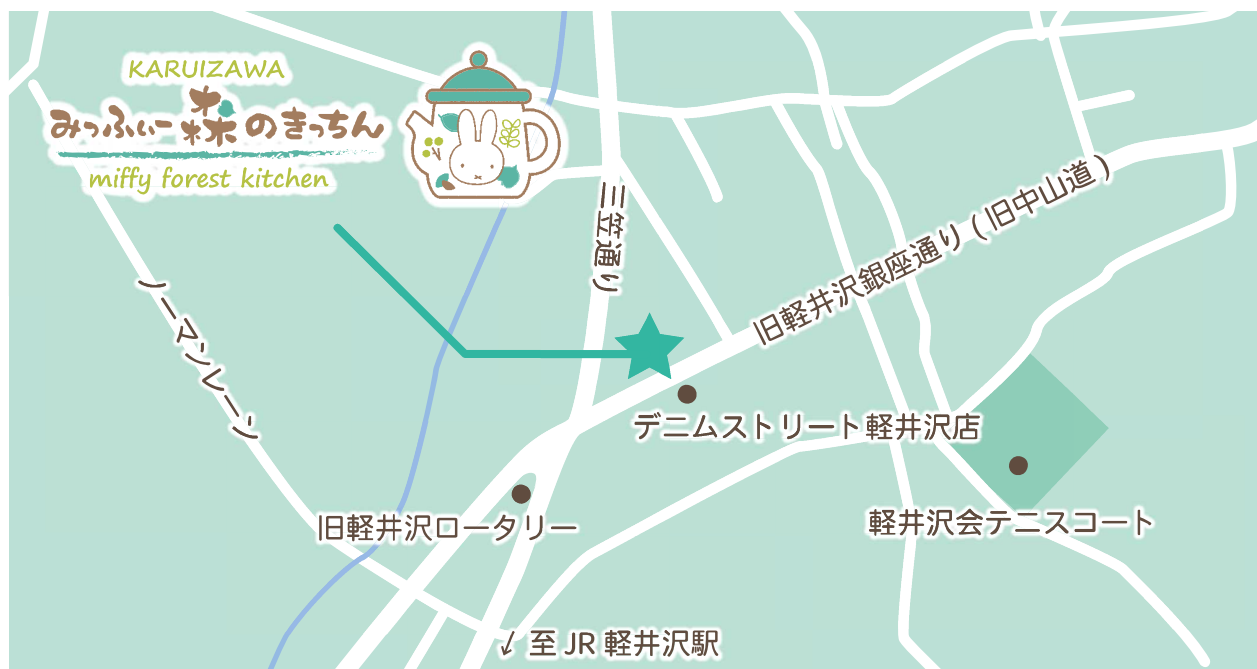 KARUIZAWA
みっふぃー森のきっちん
miffy forest kitchen
三笠通り
旧軽井沢銀座通り(旧中山道)
ノーマンレーン
デニムストリート軽井沢店
旧軽井沢ロータリー
軽井沢会テニスコート
↙至JR軽井沢駅